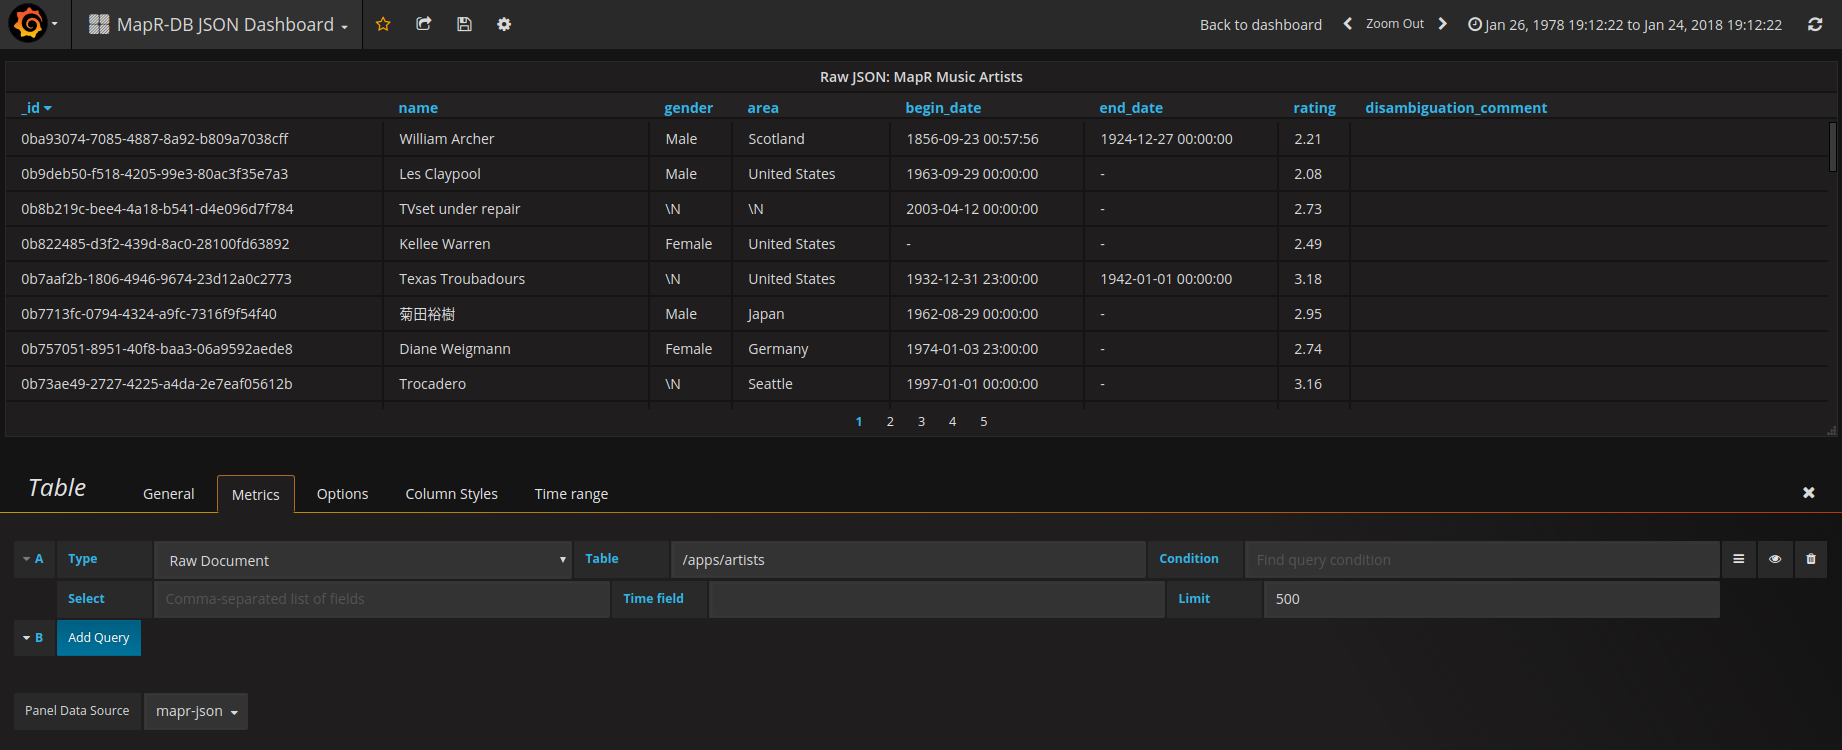 MapR-DB JSON Dashboard Back to dashboard Zoom Out Jan 26, 1978 19:12:22 to Jan 24, 2018 19:12:22
Raw JSON: MapR Music Artists
_id name gender area begin_date end_date rating disambiguation_comment
0ba93074-7085-4887-8a92-b809a7038cff William Archer Male Scotland 1856-09-23 00:57:56 1924-12-27 00:00:00 2.21
0b9deb50-f518-4205-99e3-80ac3f35e7a3 Les Claypool Male United States 1963-09-29 00:00:00 - 2.08
0b8b219c-bee4-4a18-b541-d4e096d7f784 TVset under repair \N \N 2003-04-12 00:00:00 - 2.73
0b822485-d3f2-439d-8ac0-28100fd63892 Kellee Warren Female United States - - 2.49
0b7aaf2b-1806-4946-9674-23d12a0c2773 Texas Troubadours \N United States 1932-12-31 23:00:00 1942-01-01 00:00:00 3.18
0b7713fc-0794-4324-a9fc-7316f9f54f40 菊田裕樹 Male Japan 1962-08-29 00:00:00 - 2.95
0b757051-8951-40f8-baa3-06a9592aede8 Diane Weigmann Female Germany 1974-01-03 23:00:00 - 2.74
0b73ae49-2727-4225-a4da-2e7eaf05612b Trocadero \N Seattle 1997-01-01 00:00:00 - 3.16
1 2 3 4 5
Table General Metrics Options Column Styles Time range
A Type Raw Document Table /apps/artists Condition Find query condition
Select Comma-separated list of fields Time field Limit 500
B Add Query
Panel Data Source mapr-json